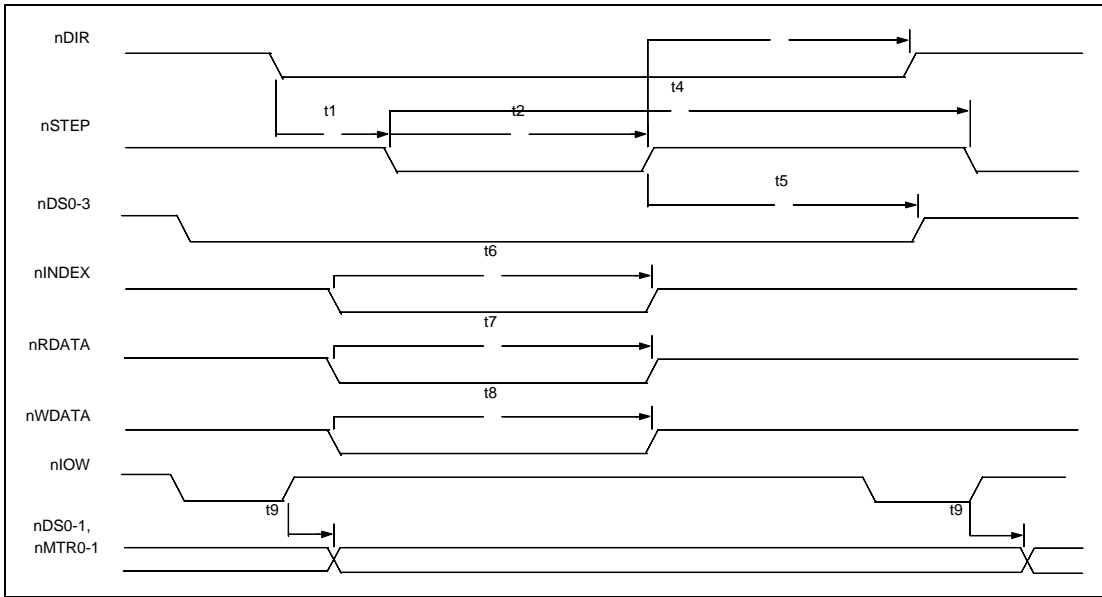 nDIR
t4
t1
t2
nSTEP
t5
nDS0-3
t6
nINDEX
t7
nRDATA
t8
nWDATA
nIOW
t9
t9
nDS0-1,
nMTR0-1